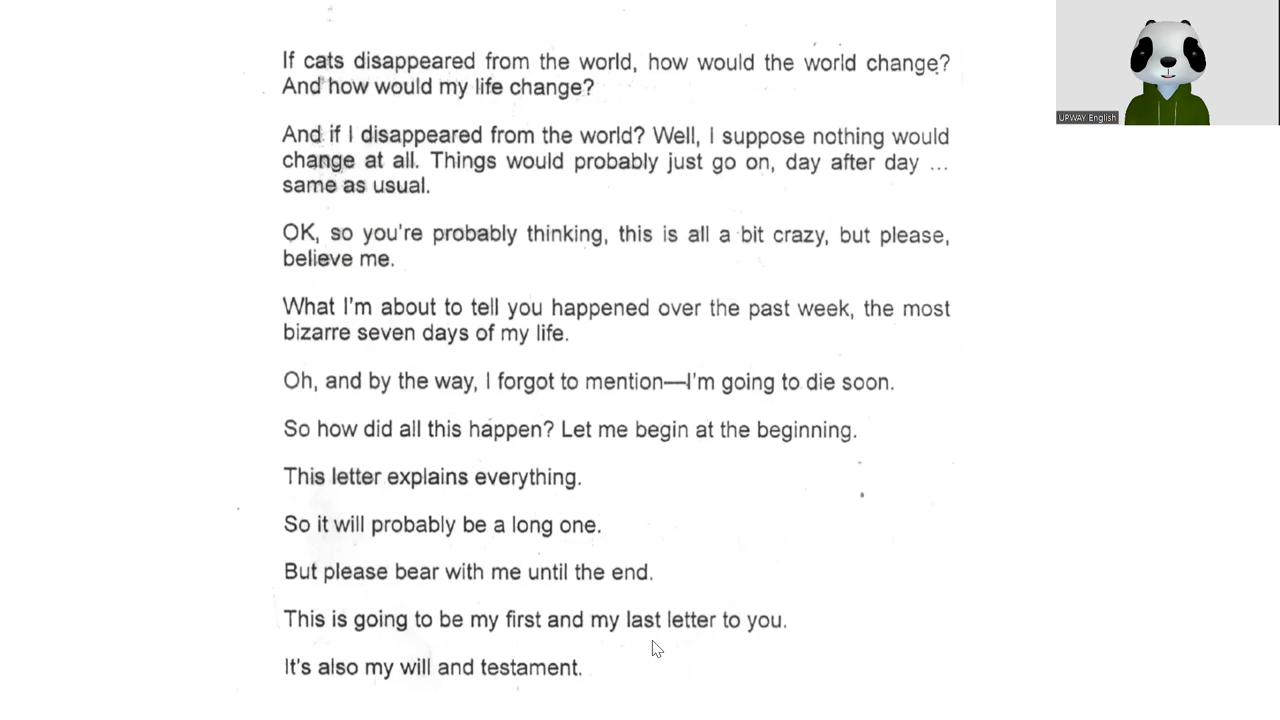 If cats disappeared from the world, how would the world change?
And how would my life change?
And if I disappeared from the world? Well, I suppose nothing would
change at all. Things would probably just go on, day after day ...
same as usual.
OK, so you're probably thinking, this is all a bit crazy, but please,
believe me.
What I'm about to tell you happened over the past week, the most
bizarre seven days of my life.
Oh, and by the way, I forgot to mention—I'm going to die soon.
So how did all this happen? Let me begin at the beginning.
This letter explains everything.
So it will probably be a long one.
But please bear with me until the end.
This is going to be my first and my last letter to you.
It's also my will and testament.
UPWAY English